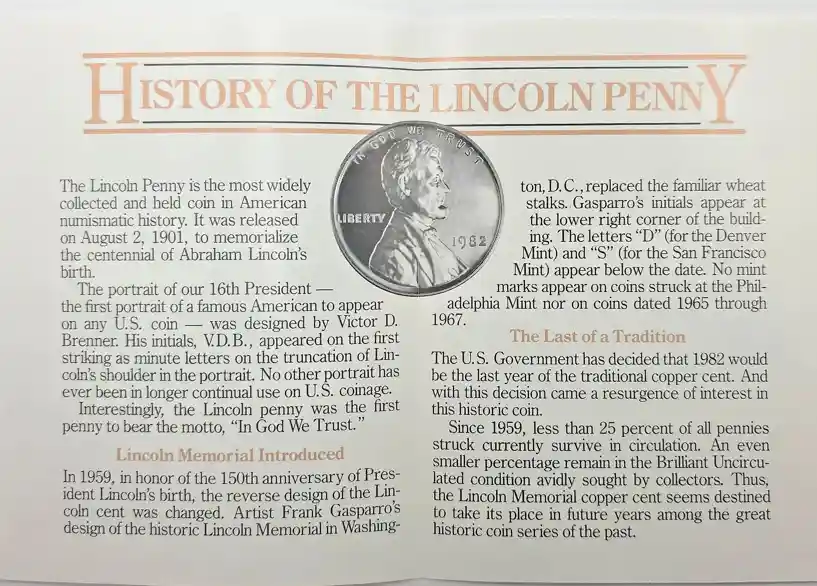 HISTORY OF THE LINCOLN PENNY
IN GOD WE TRUST
LIBERTY
1982
The Lincoln Penny is the most widely
collected and held coin in American
numismatic history. It was released
on August 2, 1901, to memorialize
the centennial of Abraham Lincoln's
birth.
The portrait of our 16th President —
the first portrait of a famous American to appear
on any U.S. coin — was designed by Victor D.
Brenner. His initials, V.D.B., appeared on the first
striking as minute letters on the truncation of Lin-
coln's shoulder in the portrait. No other portrait has
ever been in longer continual use on U.S. coinage.
Interestingly, the Lincoln penny was the first
penny to bear the motto, "In God We Trust."
Lincoln Memorial Introduced
In 1959, in honor of the 150th anniversary of Pres-
ident Lincoln's birth, the reverse design of the Lin-
coln cent was changed. Artist Frank Gasparro's
design of the historic Lincoln Memorial in Washing-
ton, D.C., replaced the familiar wheat
stalks. Gasparro's initials appear at
the lower right corner of the build-
ing. The letters "D" (for the Denver
Mint) and "S" (for the San Francisco
Mint) appear below the date. No mint
marks appear on coins struck at the Phil-
adelphia Mint nor on coins dated 1965 through
1967.
The Last of a Tradition
The U.S. Government has decided that 1982 would
be the last year of the traditional copper cent. And
with this decision came a resurgence of interest in
this historic coin.
Since 1959, less than 25 percent of all pennies
struck currently survive in circulation. An even
smaller percentage remain in the Brilliant Uncircu-
lated condition avidly sought by collectors. Thus,
the Lincoln Memorial copper cent seems destined
to take its place in future years among the great
historic coin series of the past.